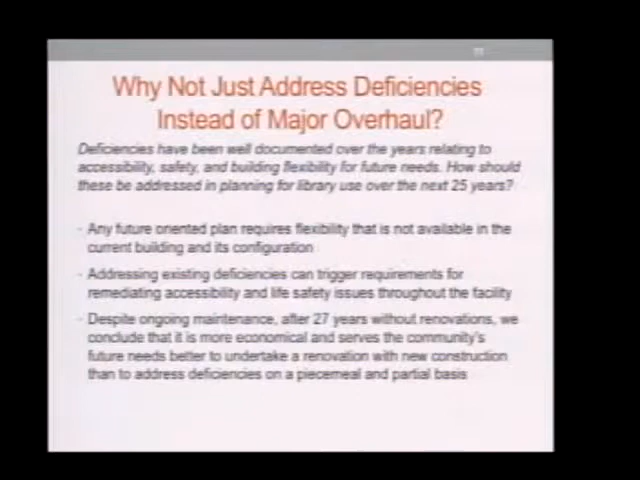 Why Not Just Address Deficiencies
Instead of Major Overhaul?
Deficiencies have been well documented over the years relating to
accessibility, safety, and building flexibility for future needs. How should
these be addressed in planning for library use over the next 25 years?
- Any future oriented plan requires flexibility that is not available in the
current building and its configuration
- Addressing existing deficiencies can trigger requirements for
remediating accessibility and life safety issues throughout the facility
- Despite ongoing maintenance, after 27 years without renovations, we
conclude that it is more economical and serves the community's
future needs better to undertake a renovation with new construction
than to address deficiencies on a piecemeal and partial basis